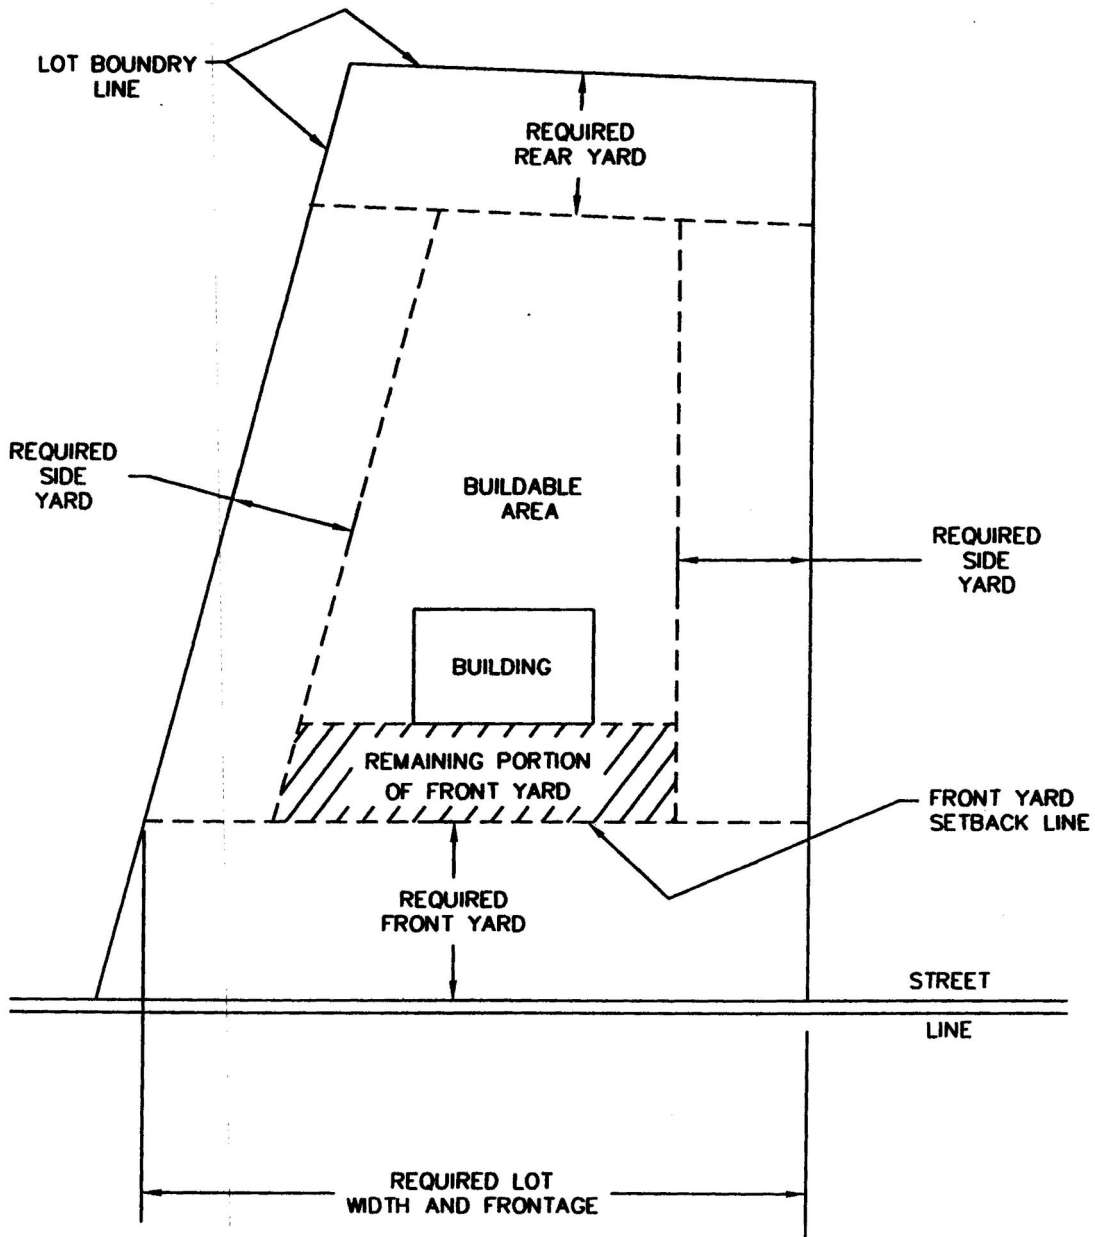 LOT BOUNDRY
LINE
REQUIRED
REAR YARD
REQUIRED
SIDE
YARD
BUILDABLE
AREA
REQUIRED
SIDE
YARD
BUILDING
REMAINING PORTION
OF FRONT YARD
FRONT YARD
SETBACK LINE
REQUIRED
FRONT YARD
STREET
LINE
REQUIRED LOT
WIDTH AND FRONTAGE